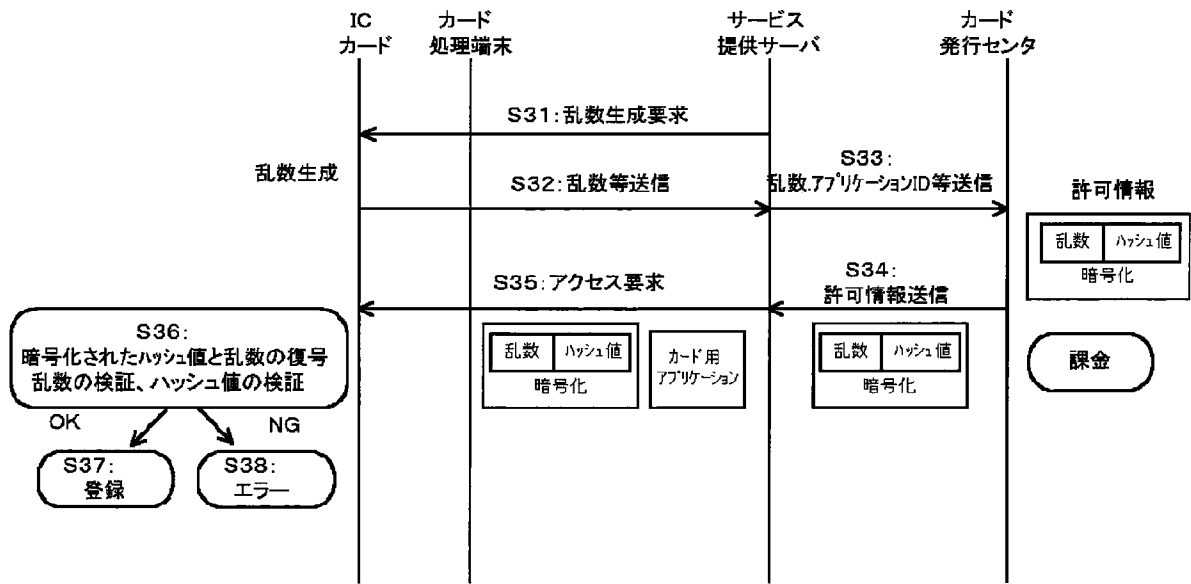 IC
カード
カード
処理端末
サービス
提供サーバ
カード
発行センタ
S31:乱数生成要求
乱数生成
S32:乱数等送信
S33:
乱数.アプリケーションID等送信
許可情報
乱数 ハッシュ値
暗号化
S35:アクセス要求
S34:
許可情報送信
S36:
暗号化されたハッシュ値と乱数の復号
乱数の検証、ハッシュ値の検証
乱数 ハッシュ値
暗号化
カード用
アプリケーション
乱数 ハッシュ値
暗号化
課金
OK
NG
S37:
登録
S38:
エラー